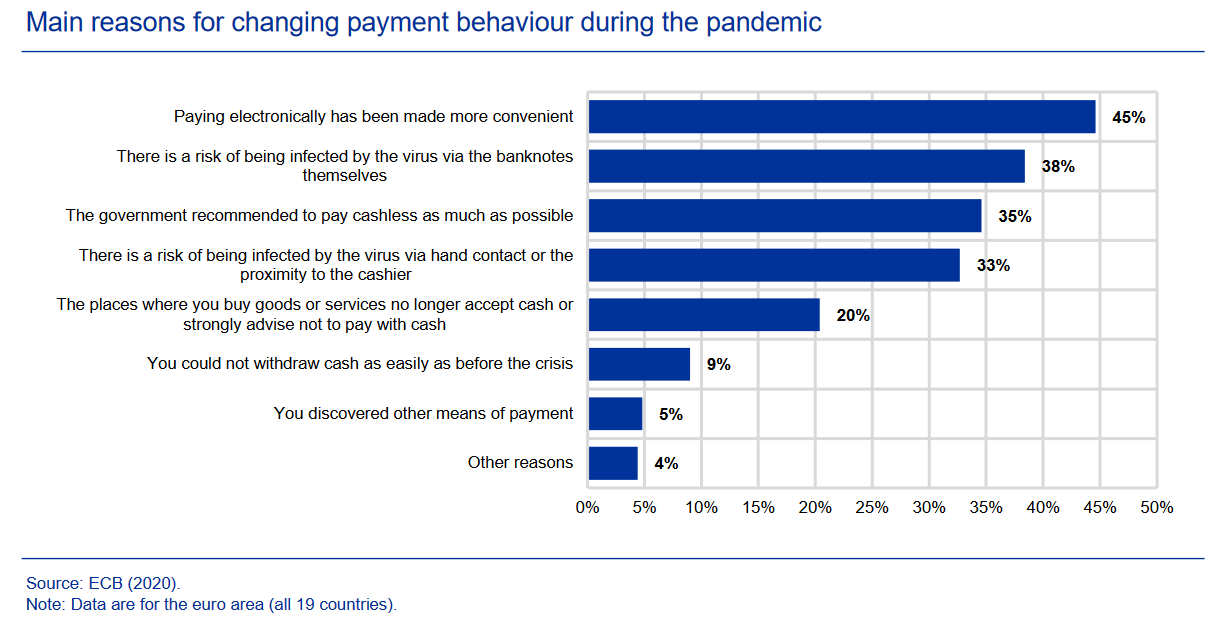 Main reasons for changing payment behaviour during the pandemic
Paying electronically has been made more convenient
45%
There is a risk of being infected by the virus via the banknotes
themselves
38%
The government recommended to pay cashless as much as possible
35%
There is a risk of being infected by the virus via hand contact or the
proximity to the cashier
33%
The places where you buy goods or services no longer accept cash or
strongly advise not to pay with cash
20%
You could not withdraw cash as easily as before the crisis
9%
You discovered other means of payment
5%
Other reasons
4%
0% 5% 10% 15% 20% 25% 30% 35% 40% 45% 50%
Source: ECB (2020).
Note: Data are for the euro area (all 19 countries).